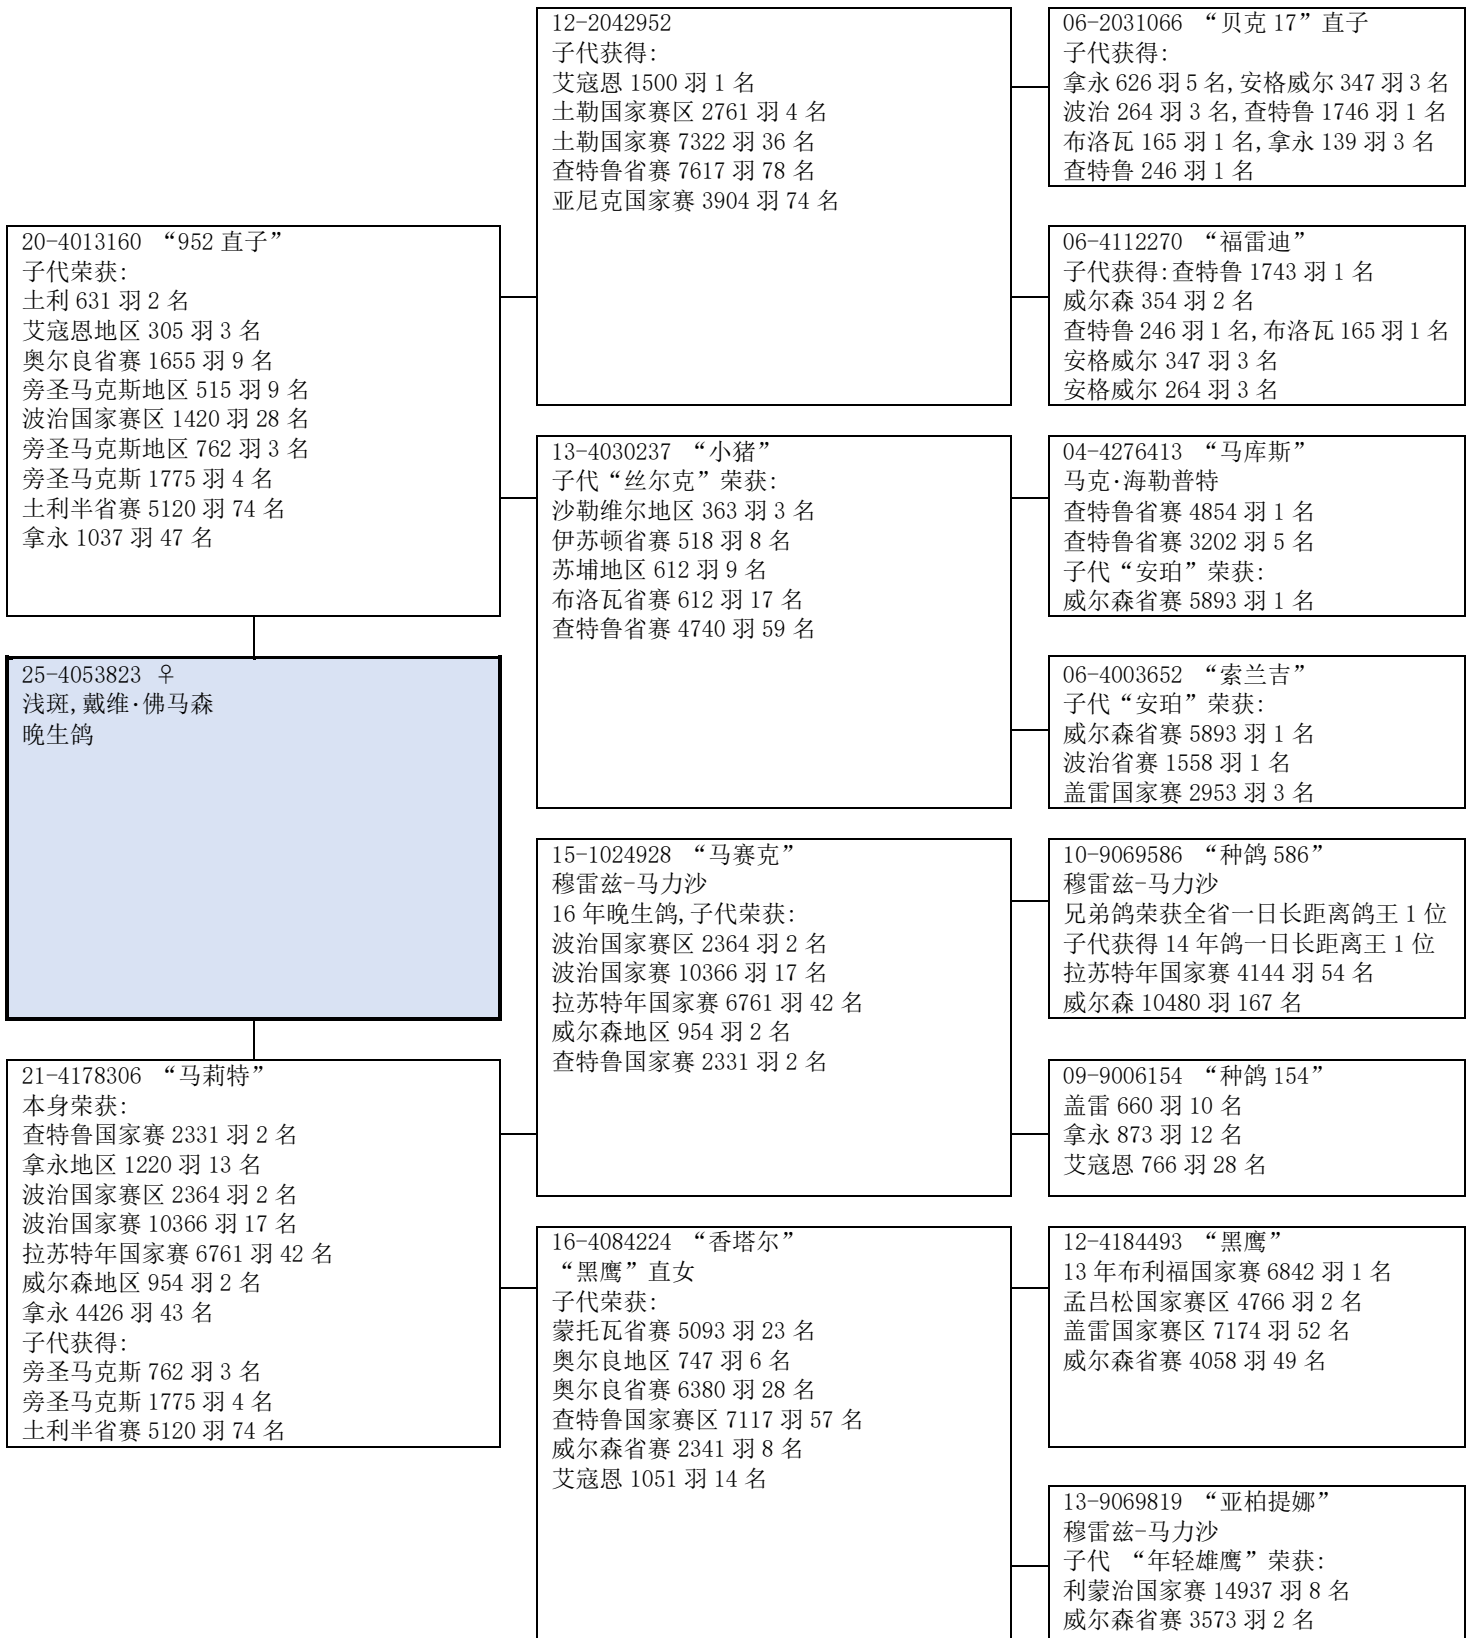 20-4013160 “952 直子”
子代荣获:
土利 631 羽 2 名
艾寇恩地区 305 羽 3 名
奥尔良省赛 1655 羽 9 名
旁圣马克斯地区 515 羽 9 名
波治国家赛区 1420 羽 28 名
旁圣马克斯地区 762 羽 3 名
旁圣马克斯 1775 羽 4 名
土利半省赛 5120 羽 74 名
拿永 1037 羽 47 名
25-4053823 ♀
浅斑,戴维·佛马森
晚生鸽
21-4178306 “马莉特”
本身荣获:
查特鲁国家赛 2331 羽 2 名
拿永地区 1220 羽 13 名
波治国家赛区 2364 羽 2 名
波治国家赛 10366 羽 17 名
拉苏特年国家赛 6761 羽 42 名
威尔森地区 954 羽 2 名
拿永 4426 羽 43 名
子代获得:
旁圣马克斯 762 羽 3 名
旁圣马克斯 1775 羽 4 名
土利半省赛 5120 羽 74 名
12-2042952
子代获得:
艾寇恩 1500 羽 1 名
土勒国家赛区 2761 羽 4 名
土勒国家赛 7322 羽 36 名
查特鲁省赛 7617 羽 78 名
亚尼克国家赛 3904 羽 74 名
13-4030237 “小猪”
子代“丝尔克”荣获:
沙勒维尔地区 363 羽 3 名
伊苏顿省赛 518 羽 8 名
苏埔地区 612 羽 9 名
布洛瓦省赛 612 羽 17 名
查特鲁省赛 4740 羽 59 名
15-1024928 “马赛克”
穆雷兹-马力沙
16 年晚生鸽,子代荣获:
波治国家赛区 2364 羽 2 名
波治国家赛 10366 羽 17 名
拉苏特年国家赛 6761 羽 42 名
威尔森地区 954 羽 2 名
查特鲁国家赛 2331 羽 2 名
16-4084224 “香塔尔”
“黑鹰”直女
子代荣获:
蒙托瓦省赛 5093 羽 23 名
奥尔良地区 747 羽 6 名
奥尔良省赛 6380 羽 28 名
查特鲁国家赛区 7117 羽 57 名
威尔森省赛 2341 羽 8 名
艾寇恩 1051 羽 14 名
06-2031066 “贝克 17”直子
子代获得:
拿永 626 羽 5 名,安格威尔 347 羽 3 名
波治 264 羽 3 名,查特鲁 1746 羽 1 名
布洛瓦 165 羽 1 名,拿永 139 羽 3 名
查特鲁 246 羽 1 名
06-4112270 “福雷迪”
子代获得:查特鲁 1743 羽 1 名
威尔森 354 羽 2 名
查特鲁 246 羽 1 名,布洛瓦 165 羽 1 名
安格威尔 347 羽 3 名
安格威尔 264 羽 3 名
04-4276413 “马库斯”
马克·海勒普特
查特鲁省赛 4854 羽 1 名
查特鲁省赛 3202 羽 5 名
子代“安珀”荣获:
威尔森省赛 5893 羽 1 名
06-4003652 “索兰吉”
子代“安珀”荣获:
威尔森省赛 5893 羽 1 名
波治省赛 1558 羽 1 名
盖雷国家赛 2953 羽 3 名
10-9069586 “种鸽 586”
穆雷兹-马力沙
兄弟鸽荣获全省一日长距离鸽王 1 位
子代获得 14 年鸽一日长距离王 1 位
拉苏特年国家赛 4144 羽 54 名
威尔森 10480 羽 167 名
09-9006154 “种鸽 154”
盖雷 660 羽 10 名
拿永 873 羽 12 名
艾寇恩 766 羽 28 名
12-4184493 “黑鹰”
13 年布利福国家赛 6842 羽 1 名
孟吕松国家赛区 4766 羽 2 名
盖雷国家赛区 7174 羽 52 名
威尔森省赛 4058 羽 49 名
13-9069819 “亚柏提娜”
穆雷兹-马力沙
子代 “年轻雄鹰”荣获:
利蒙治国家赛 14937 羽 8 名
威尔森省赛 3573 羽 2 名